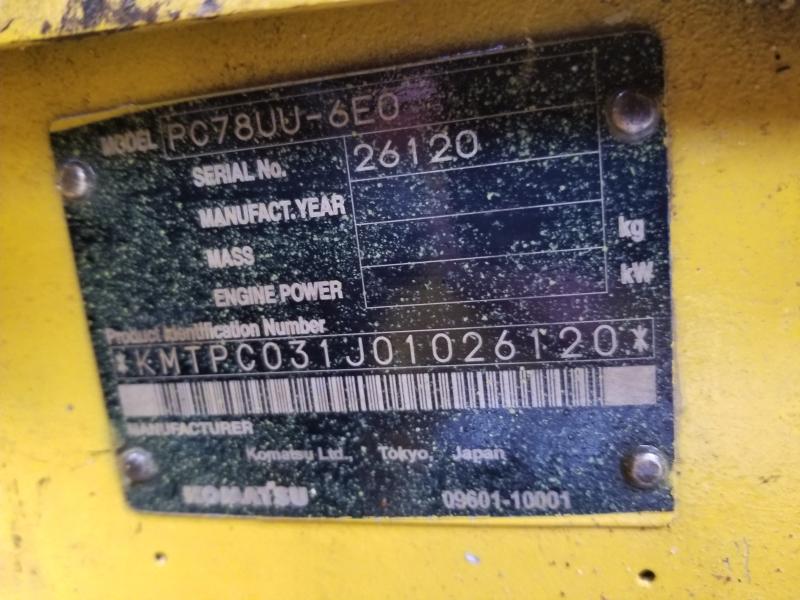 MODEL PC78UU-6E0
SERIAL No. 26120
MANUFACT.YEAR
MASS kg
ENGINE POWER kW
Product Identification Number
*KMTPC031J01026120*
MANUFACTURER
Komatsu Ltd., Tokyo, Japan
KOMATSU 09601-10001